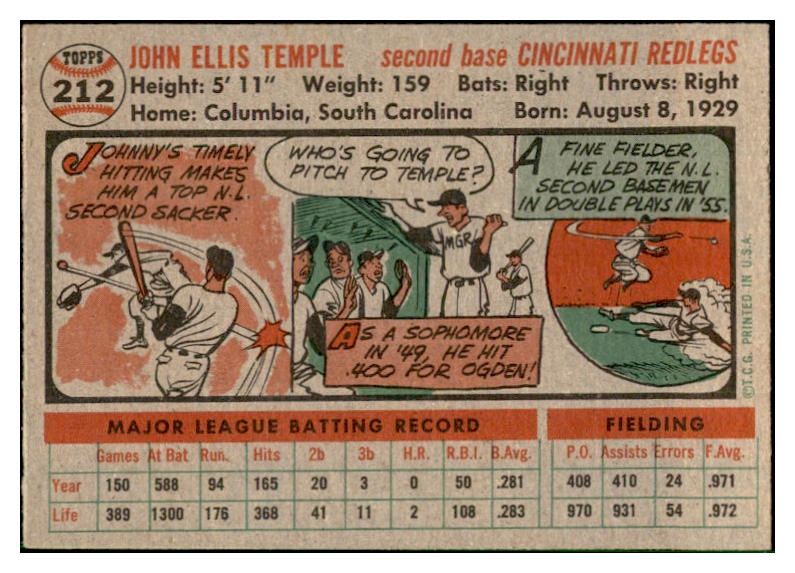 TOPPS
212
JOHN ELLIS TEMPLE second base CINCINNATI REDLEGS
Height: 5' 11" Weight: 159 Bats: Right Throws: Right
Home: Columbia, South Carolina Born: August 8, 1929
JOHNNY'S TIMELY
HITTING MAKES
HIM A TOP N.L.
SECOND SACKER.
WHO'S GOING TO
PITCH TO TEMPLE?
MGR.
AS A SOPHOMORE
IN '49, HE HIT
.400 FOR OGDEN!
A FINE FIELDER,
HE LED THE N.L.
SECOND BASEMEN
IN DOUBLE PLAYS IN '55.
©T.C.G. PRINTED IN U.S.A.
MAJOR LEAGUE BATTING RECORD FIELDING
Games At Bat Run. Hits 2b 3b H.R. R.B.I. B.Avg. P.O. Assists Errors F.Avg.
Year 150 588 94 165 20 3 0 50 .281 408 410 24 .971
Life 389 1300 176 368 41 11 2 108 .283 970 931 54 .972